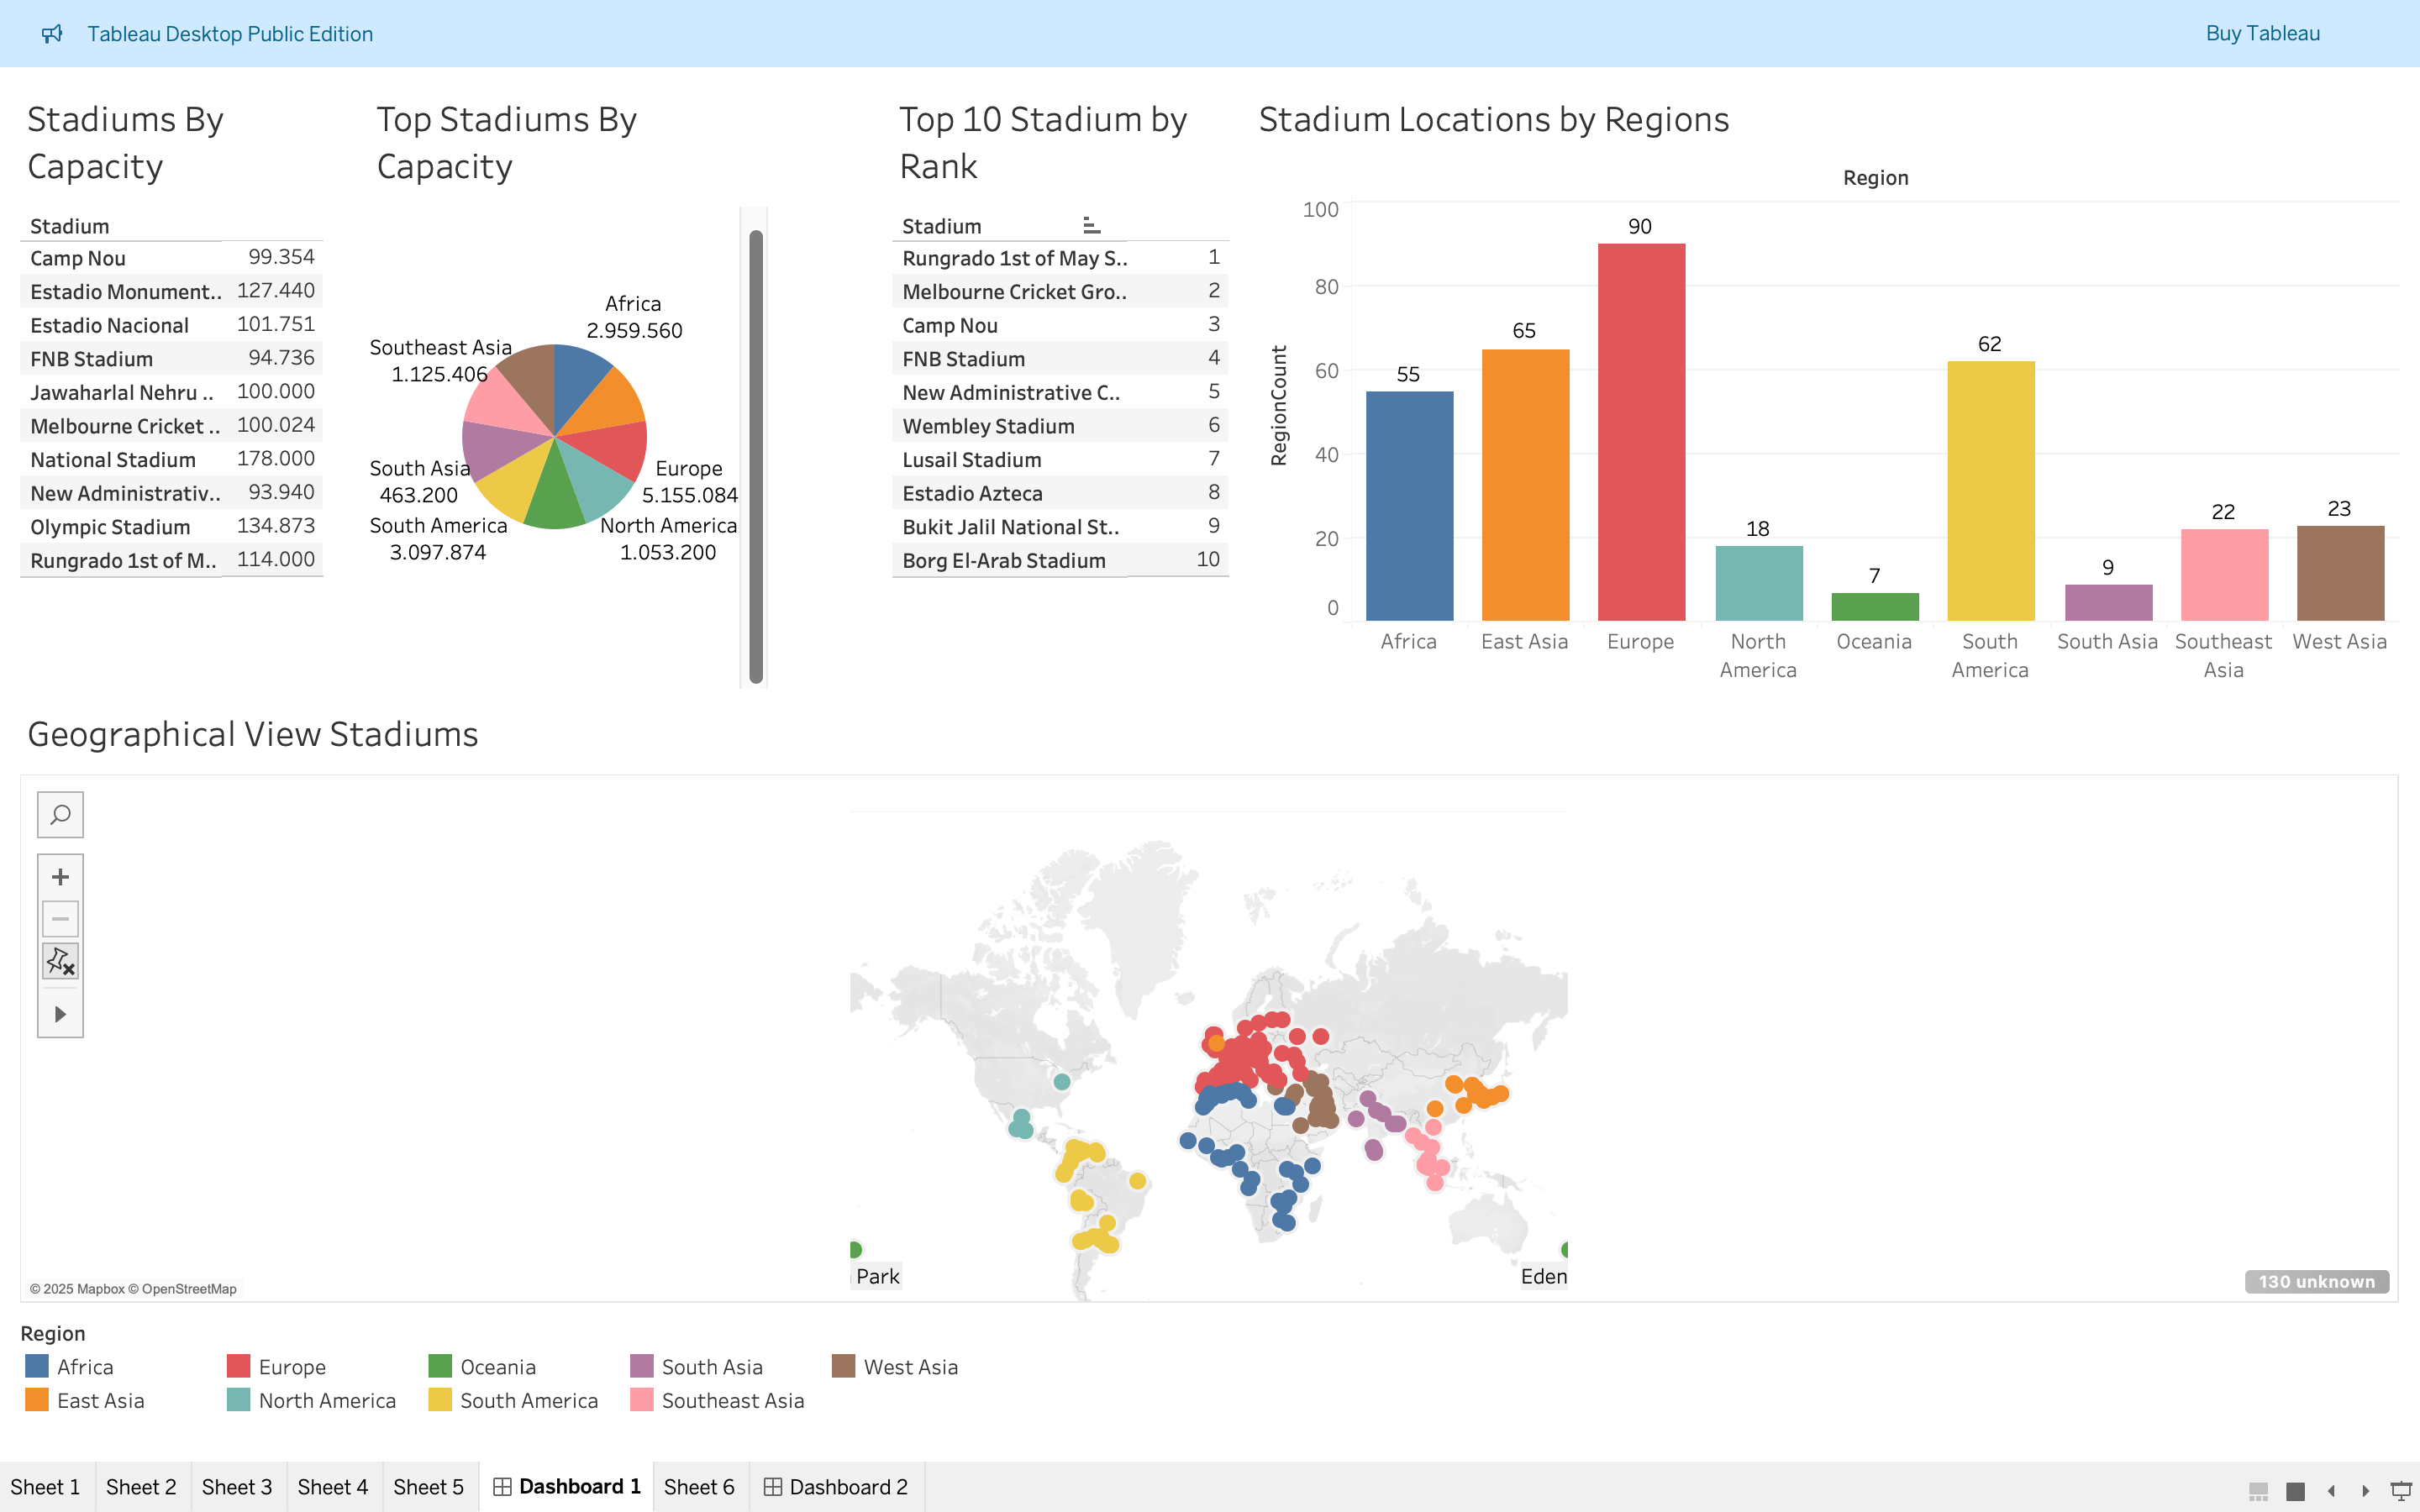 Tableau Desktop Public Edition
Buy Tableau
Stadiums By
Capacity
Stadium
Camp Nou 99.354
Estadio Monument.. 127.440
Estadio Nacional 101.751
FNB Stadium 94.736
Jawaharlal Nehru .. 100.000
Melbourne Cricket .. 100.024
National Stadium 178.000
New Administrativ.. 93.940
Olympic Stadium 134.873
Rungrado 1st of M.. 114.000
Top Stadiums By
Capacity
Africa
2.959.560
Southeast Asia
1.125.406
South Asia
463.200
Europe
5.155.084
South America
3.097.874
North America
1.053.200
Top 10 Stadium by
Rank
Stadium
Rungrado 1st of May S.. 1
Melbourne Cricket Gro.. 2
Camp Nou 3
FNB Stadium 4
New Administrative C.. 5
Wembley Stadium 6
Lusail Stadium 7
Estadio Azteca 8
Bukit Jalil National St.. 9
Borg El-Arab Stadium 10
Stadium Locations by Regions
Region
RegionCount
100
80
60
40
20
0
55
65
90
18
7
62
9
22
23
Africa
East Asia
Europe
North
America
Oceania
South
America
South Asia
Southeast
Asia
West Asia
Geographical View Stadiums
Park
Eden
© 2025 Mapbox © OpenStreetMap
130 unknown
Region
Africa Europe Oceania South Asia West Asia
East Asia North America South America Southeast Asia
Sheet 1 Sheet 2 Sheet 3 Sheet 4 Sheet 5 Dashboard 1 Sheet 6 Dashboard 2